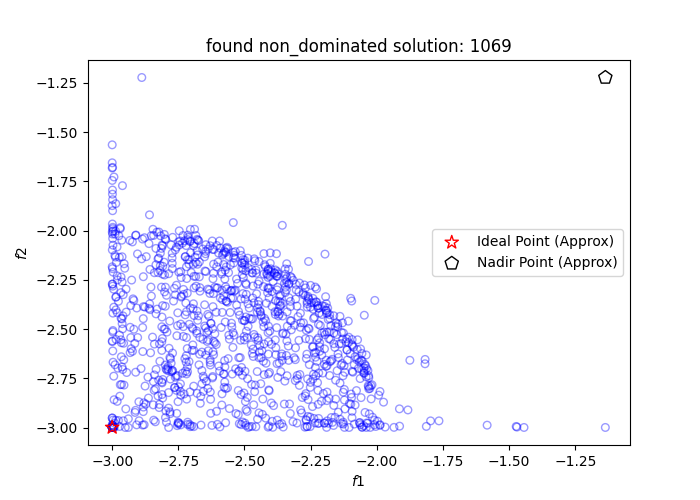 found non_dominated solution: 1069
−1.25
−1.50
−1.75
−2.00
−2.25
−2.50
−2.75
−3.00
f2
Ideal Point (Approx)
Nadir Point (Approx)
−3.00 −2.75 −2.50 −2.25 −2.00 −1.75 −1.50 −1.25
f1